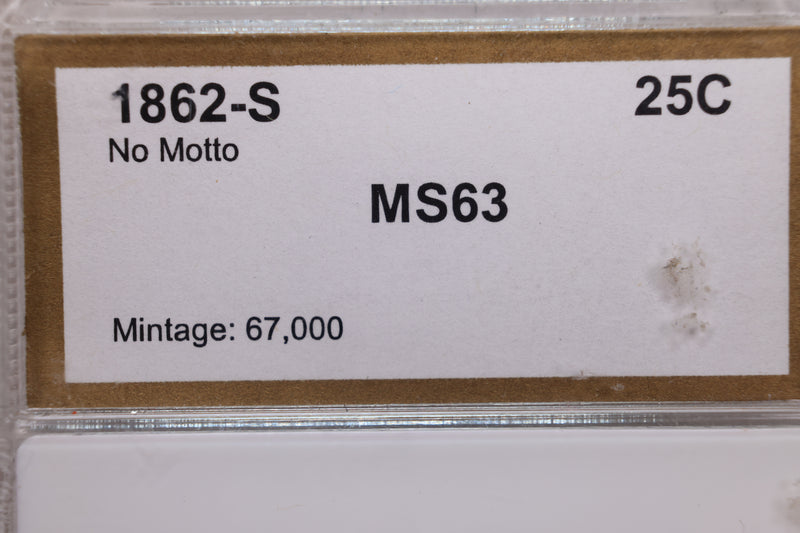 1862-S 25C
No Motto
MS63
Mintage: 67,000